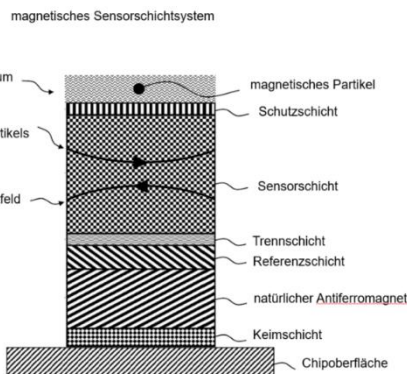 magnetisches Sensorschichtsystem
um
magnetisches Partikel
Schutzschicht
tikels
Sensorschicht
feld
Trennschicht
Referenzschicht
natürlicher Antiferromagnet
Keimschicht
Chipoberfläche